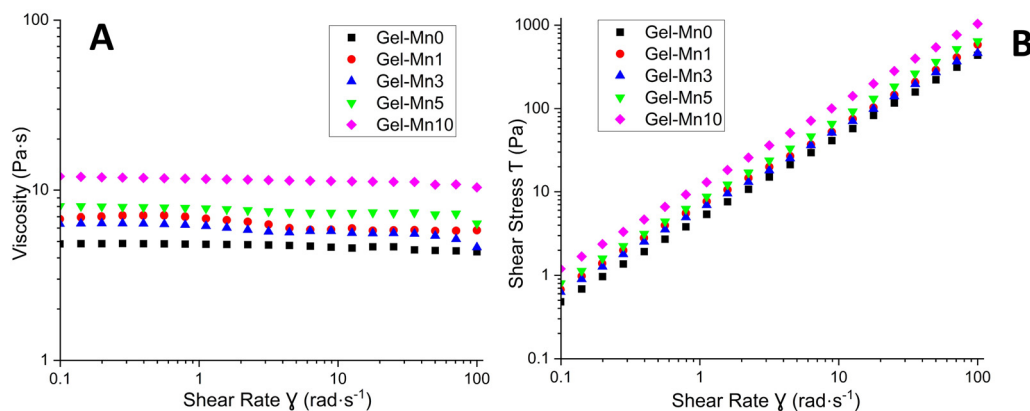 A
Gel-Mn0
Gel-Mn1
Gel-Mn3
Gel-Mn5
Gel-Mn10
100
10
1
Viscosity (Pa·s)
0.1 1 10 100
Shear Rate Ɣ (rad·s⁻¹)
B
Gel-Mn0
Gel-Mn1
Gel-Mn3
Gel-Mn5
Gel-Mn10
1000
100
10
1
0.1
Shear Stress Τ (Pa)
0.1 1 10 100
Shear Rate Ɣ (rad·s⁻¹)